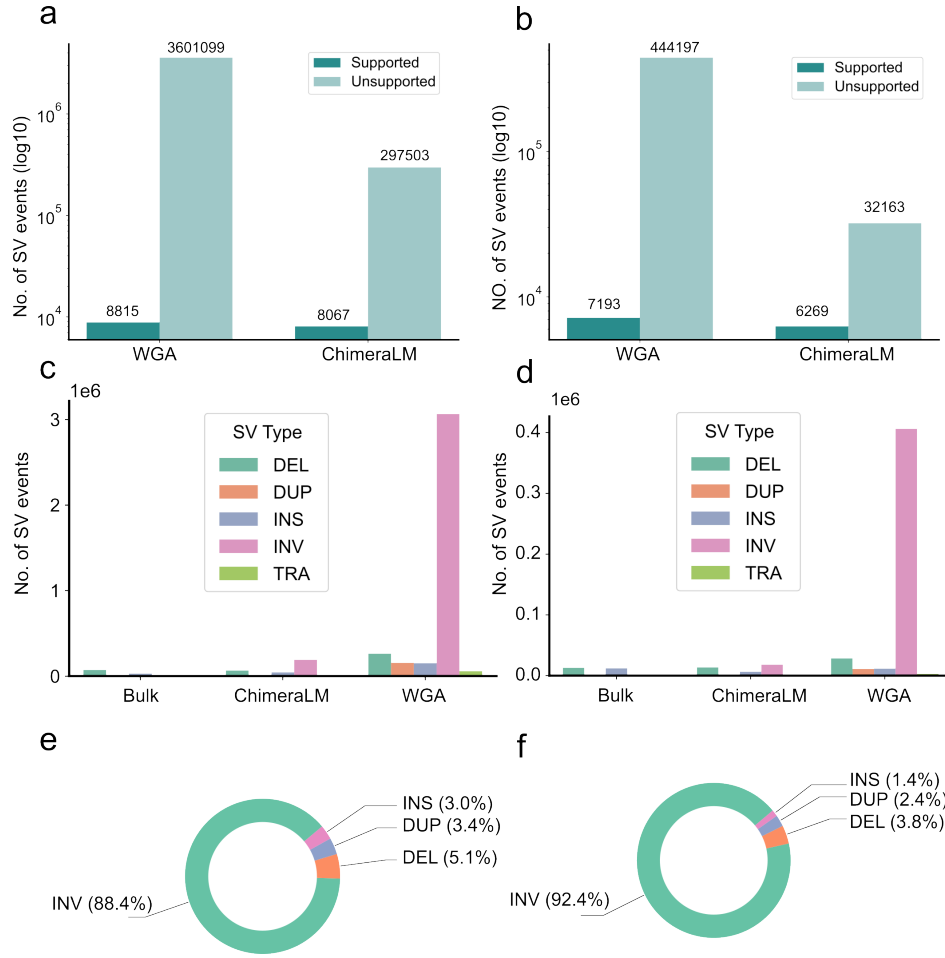 a
3601099
Supported
Unsupported
10^6
297503
10^5
8815
8067
10^4
No. of SV events (log10)
WGA
ChimeraLM
b
444197
Supported
Unsupported
10^5
32163
7193
6269
10^4
NO. of SV events (log10)
WGA
ChimeraLM
c
1e6
3
2
1
0
No. of SV events
SV Type
DEL
DUP
INS
INV
TRA
Bulk
ChimeraLM
WGA
d
1e6
0.4
0.3
0.2
0.1
0.0
No. of SV events
SV Type
DEL
DUP
INS
INV
TRA
Bulk
ChimeraLM
WGA
e
INS (3.0%)
DUP (3.4%)
DEL (5.1%)
INV (88.4%)
f
INS (1.4%)
DUP (2.4%)
DEL (3.8%)
INV (92.4%)